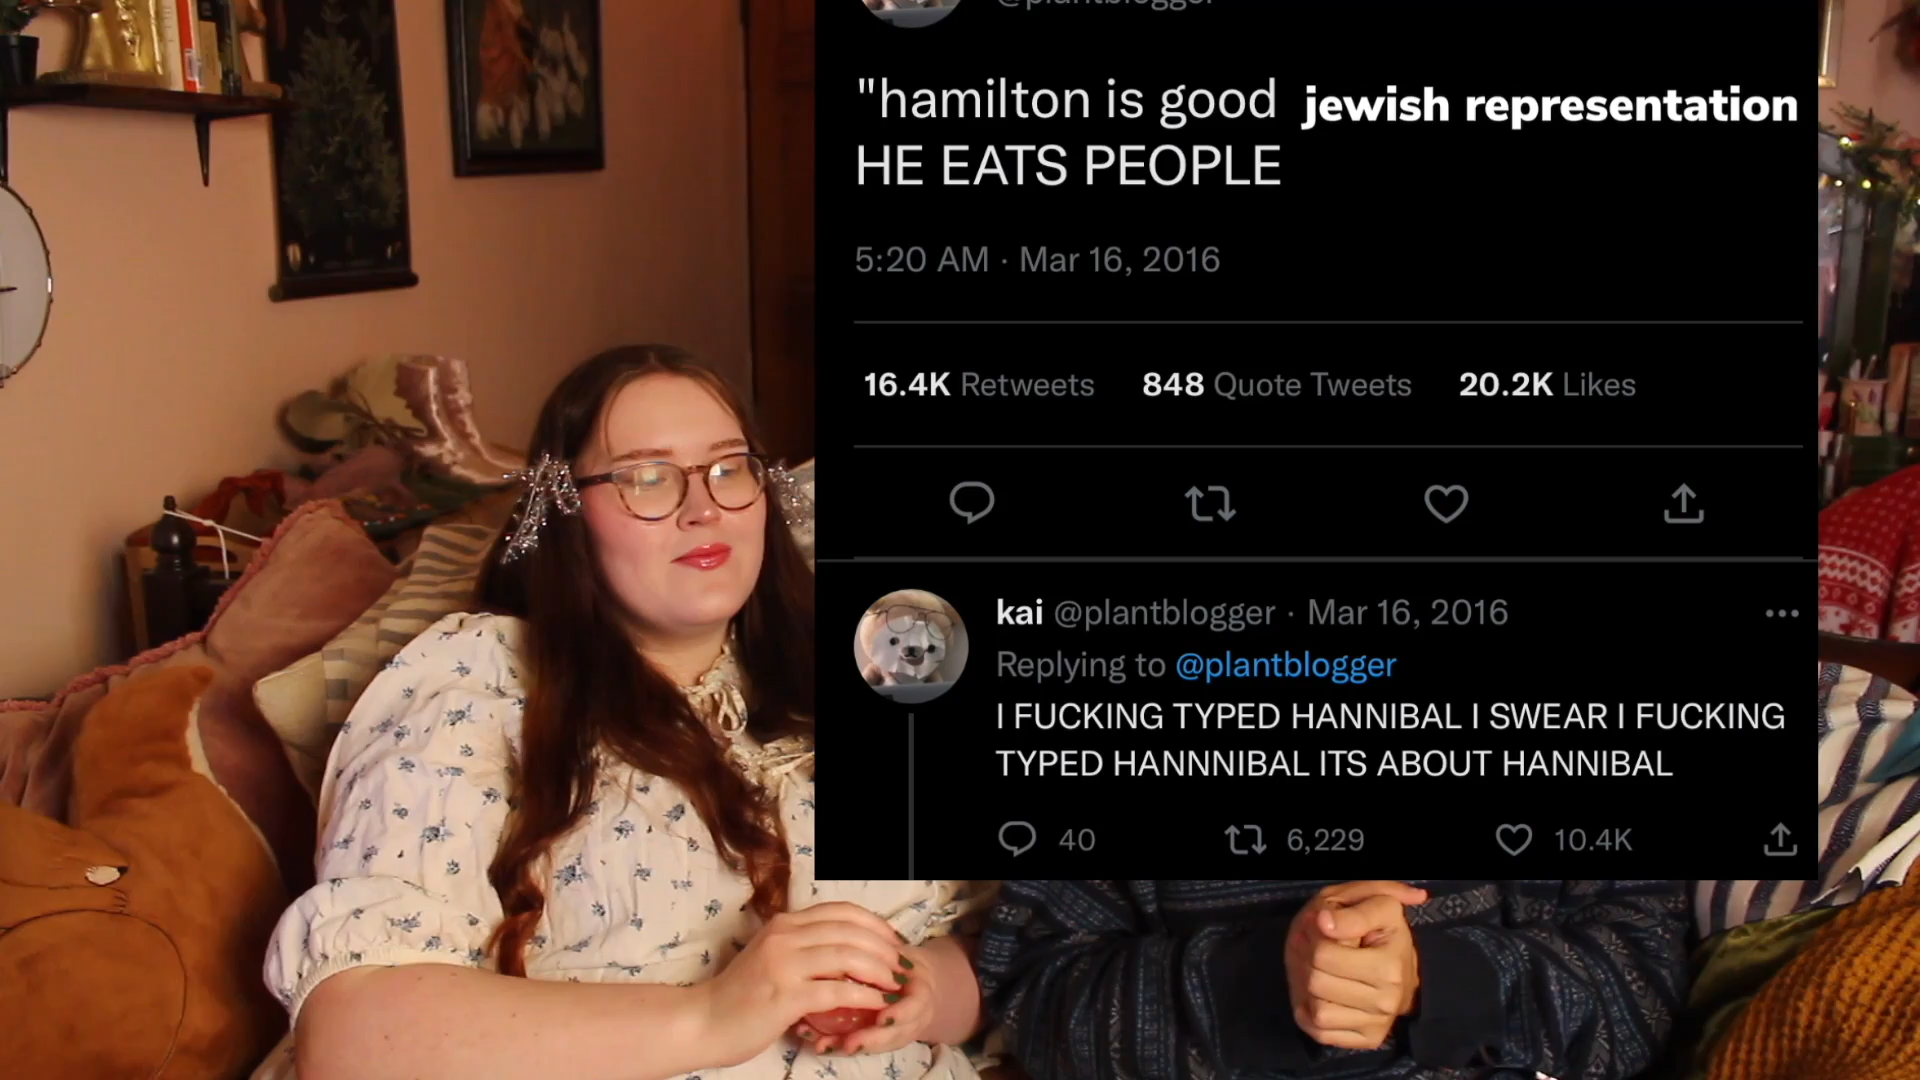 @plantblogger
"hamilton is good jewish representation
HE EATS PEOPLE
5:20 AM · Mar 16, 2016
16.4K Retweets 848 Quote Tweets 20.2K Likes
kai @plantblogger · Mar 16, 2016
Replying to @plantblogger
I FUCKING TYPED HANNIBAL I SWEAR I FUCKING
TYPED HANNNIBAL ITS ABOUT HANNIBAL
40 6,229 10.4K